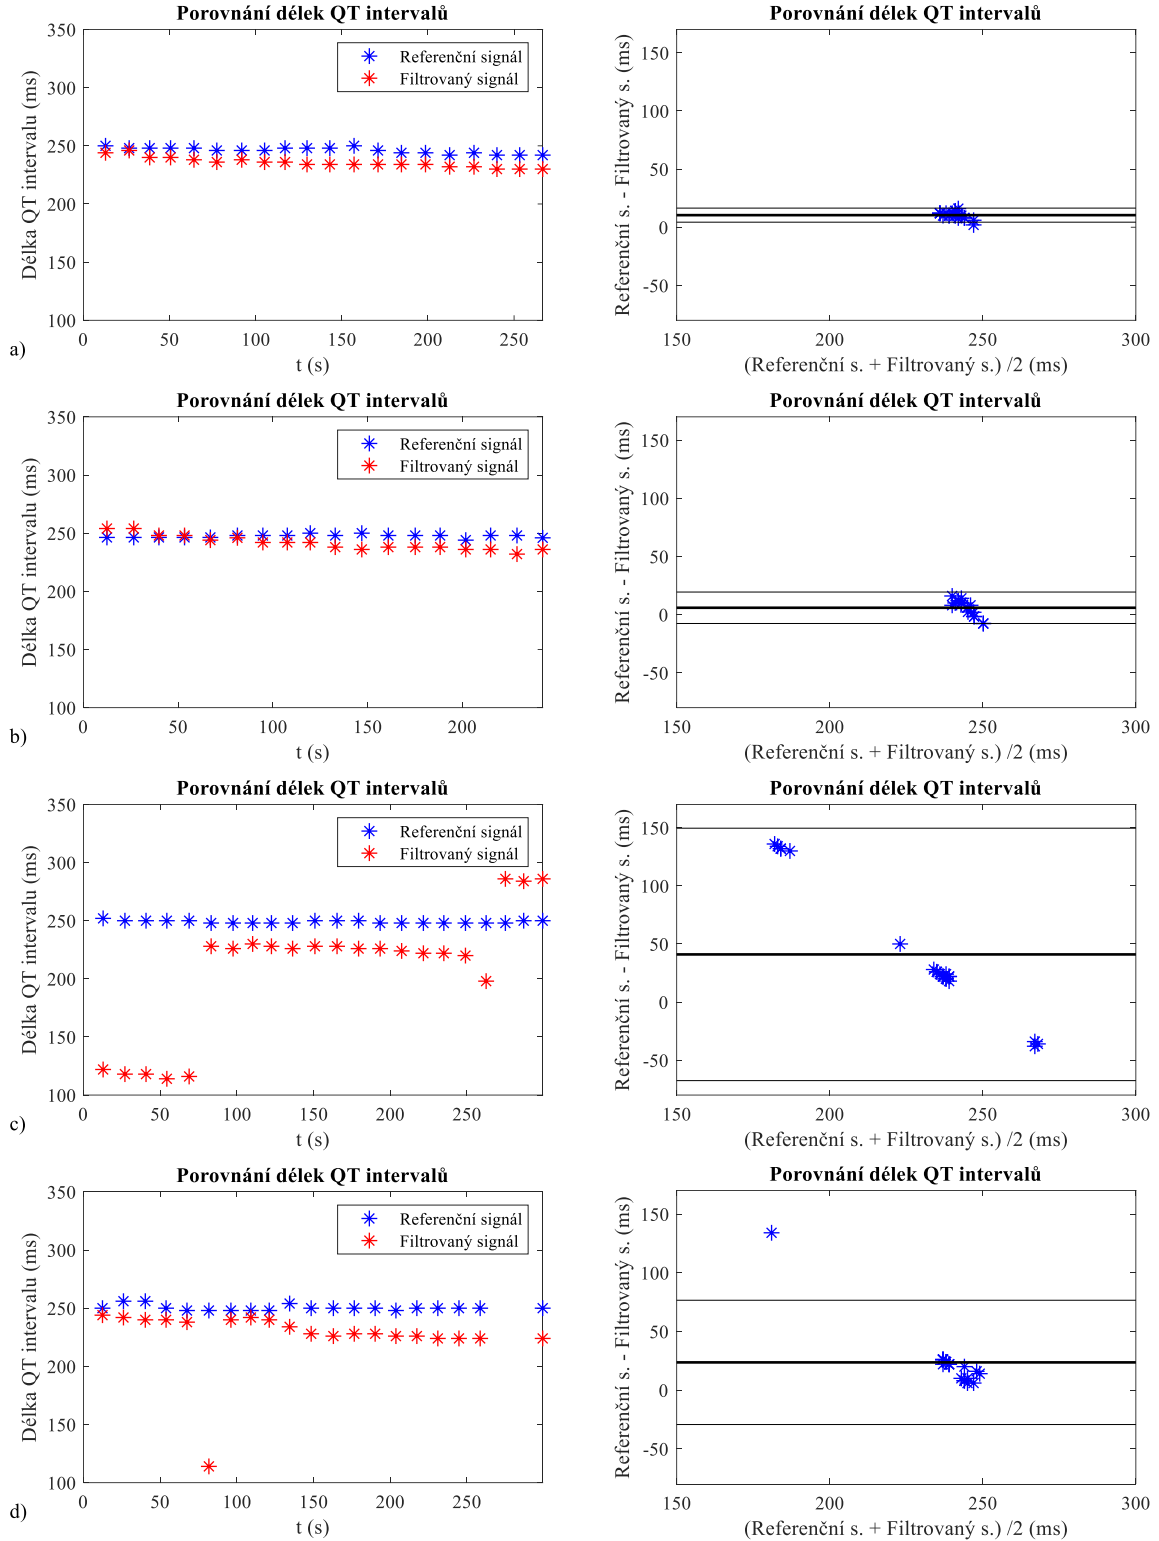 Porovnání délek QT intervalů
Délka QT intervalu (ms)
350
300
250
200
150
100
Referenční signál
Filtrovaný signál
0 50 100 150 200 250
t (s)
a)
Porovnání délek QT intervalů
Referenční s. - Filtrovaný s. (ms)
150
100
50
0
-50
150 200 250 300
(Referenční s. + Filtrovaný s.) /2 (ms)
Porovnání délek QT intervalů
Délka QT intervalu (ms)
350
300
250
200
150
100
Referenční signál
Filtrovaný signál
0 50 100 150 200
t (s)
b)
Porovnání délek QT intervalů
Referenční s. - Filtrovaný s. (ms)
150
100
50
0
-50
150 200 250 300
(Referenční s. + Filtrovaný s.) /2 (ms)
Porovnání délek QT intervalů
Délka QT intervalu (ms)
350
300
250
200
150
100
Referenční signál
Filtrovaný signál
0 50 100 150 200 250
t (s)
c)
Porovnání délek QT intervalů
Referenční s. - Filtrovaný s. (ms)
150
100
50
0
-50
150 200 250 300
(Referenční s. + Filtrovaný s.) /2 (ms)
Porovnání délek QT intervalů
Délka QT intervalu (ms)
350
300
250
200
150
100
Referenční signál
Filtrovaný signál
0 50 100 150 200 250
t (s)
d)
Porovnání délek QT intervalů
Referenční s. - Filtrovaný s. (ms)
150
100
50
0
-50
150 200 250 300
(Referenční s. + Filtrovaný s.) /2 (ms)